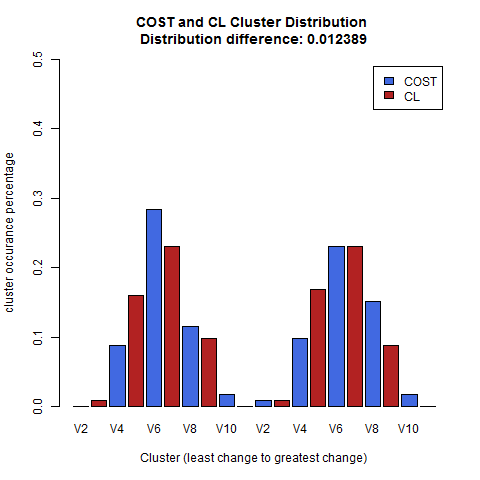 COST and CL Cluster Distribution
Distribution difference: 0.012389
COST
CL
cluster occurance percentage
0.5
0.4
0.3
0.2
0.1
0.0
V2 V4 V6 V8 V10 V2 V4 V6 V8 V10
Cluster (least change to greatest change)